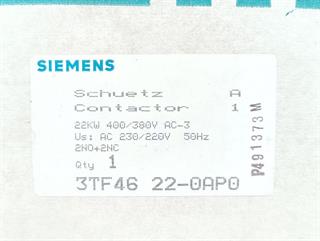 SIEMENS
Schuetz A
Contactor 1
22KW 400/380V AC-3
Us: AC 230/220V 50Hz
2NO+2NC
Qty 1
3TF46 22-0AP0
P491373M